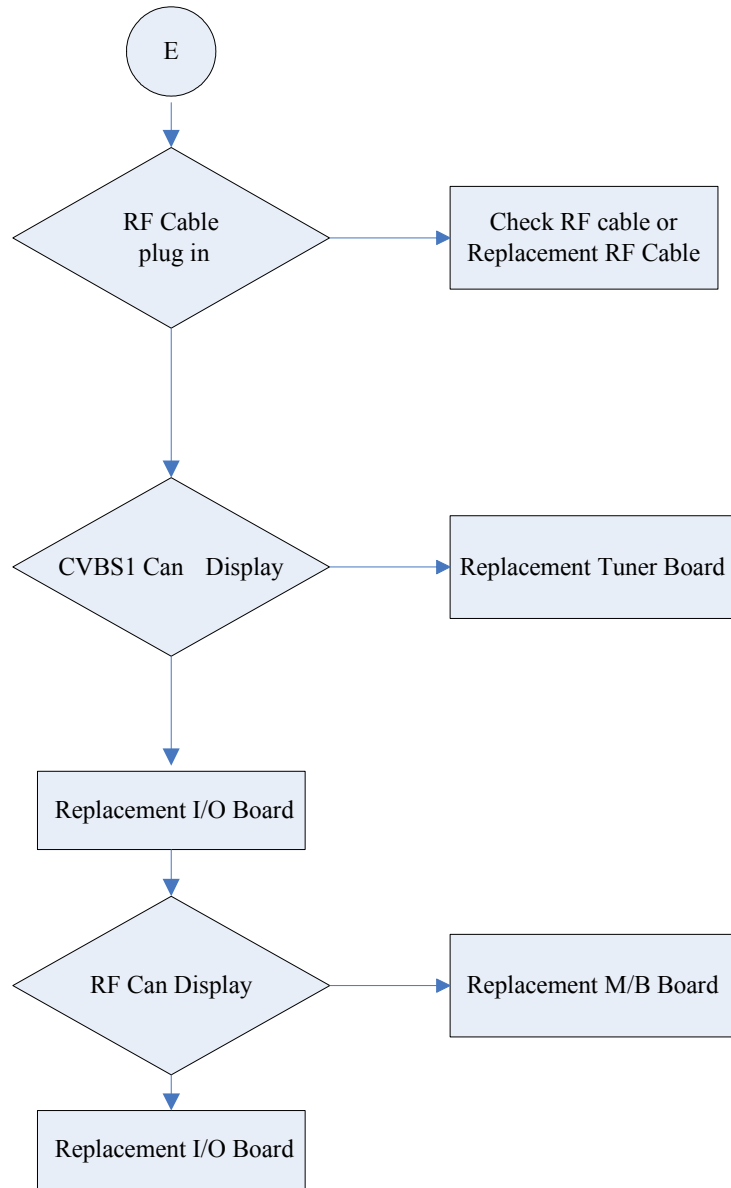 E
RF Cable
plug in
Check RF cable or
Replacement RF Cable
CVBS1 Can Display
Replacement Tuner Board
Replacement I/O Board
RF Can Display
Replacement M/B Board
Replacement I/O Board